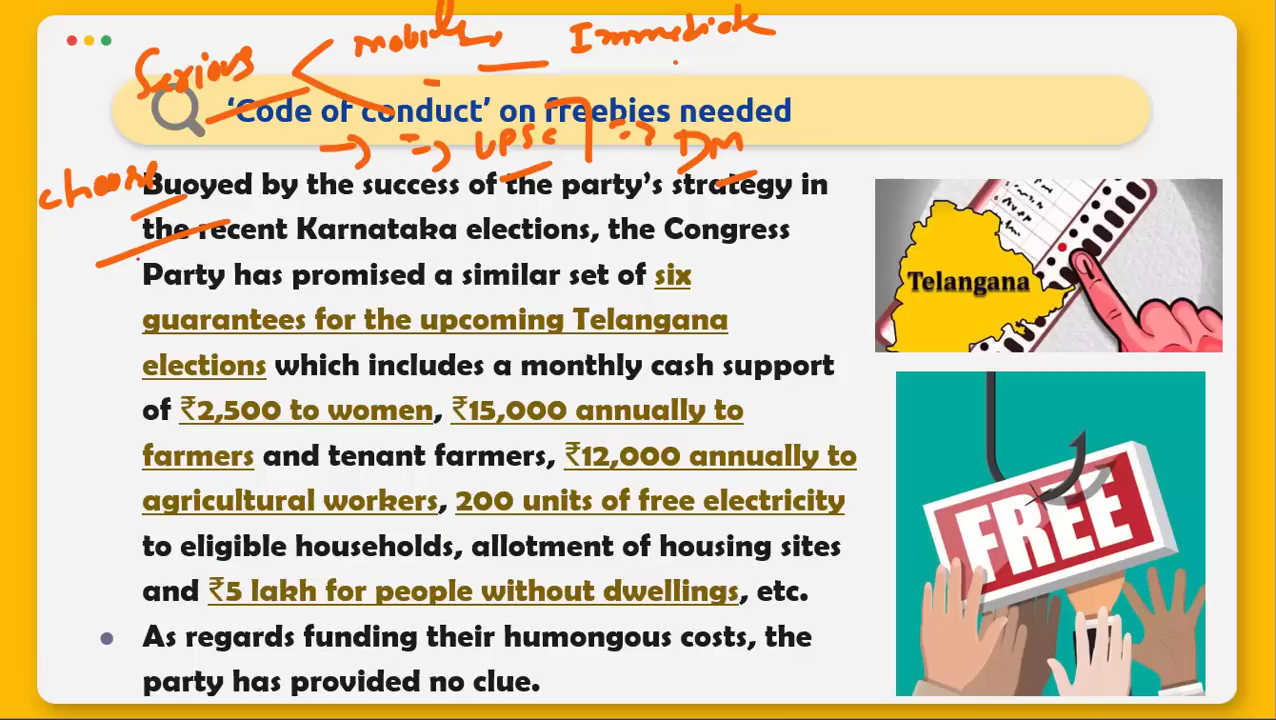 Serious
mobile
Immediate
'Code of conduct' on freebies needed
UPSC
DM
choose
Buoyed by the success of the party's strategy in
the recent Karnataka elections, the Congress
Party has promised a similar set of six
guarantees for the upcoming Telangana
elections which includes a monthly cash support
of ₹2,500 to women, ₹15,000 annually to
farmers and tenant farmers, ₹12,000 annually to
agricultural workers, 200 units of free electricity
to eligible households, allotment of housing sites
and ₹5 lakh for people without dwellings, etc.
As regards funding their humongous costs, the
party has provided no clue.
Telangana
FREE